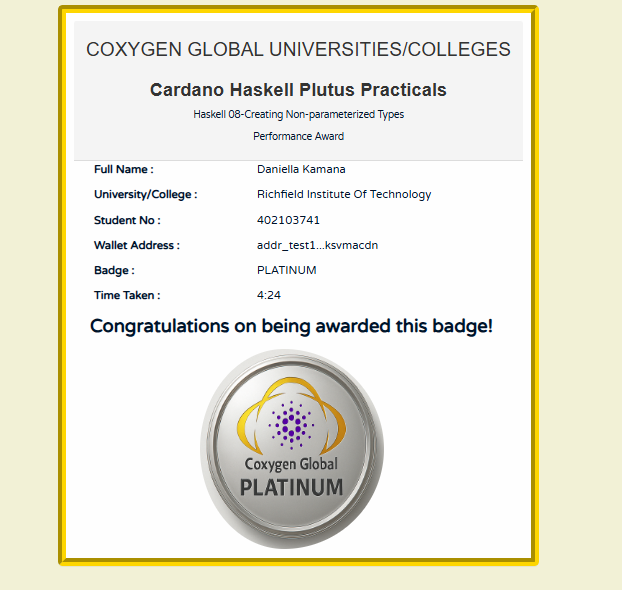 COXYGEN GLOBAL UNIVERSITIES/COLLEGES
Cardano Haskell Plutus Practicals
Haskell 08-Creating Non-parameterized Types
Performance Award
Full Name : Daniella Kamana
University/College : Richfield Institute Of Technology
Student No : 402103741
Wallet Address : addr_test1...ksvmacdn
Badge : PLATINUM
Time Taken : 4:24
Congratulations on being awarded this badge!
Coxygen Global
PLATINUM